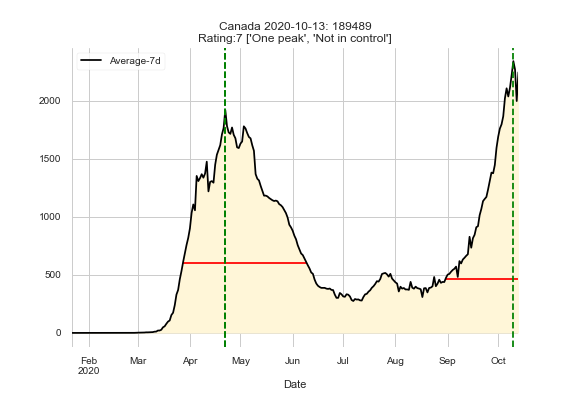 Canada 2020-10-13: 189489
Rating:7 ['One peak', 'Not in control']
Average-7d
2000
1500
1000
500
0
Feb Mar Apr May Jun Jul Aug Sep Oct
2020
Date